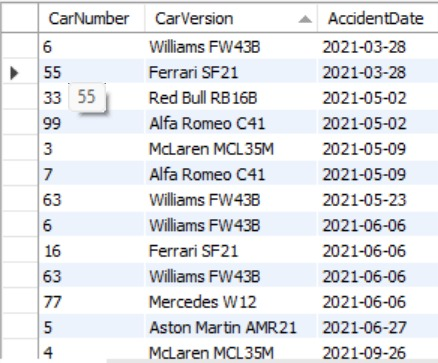 CarNumber CarVersion AccidentDate
6 Williams FW43B 2021-03-28
55 Ferrari SF21 2021-03-28
33 55 Red Bull RB16B 2021-05-02
99 Alfa Romeo C41 2021-05-02
3 McLaren MCL35M 2021-05-09
7 Alfa Romeo C41 2021-05-09
63 Williams FW43B 2021-05-23
6 Williams FW43B 2021-06-06
16 Ferrari SF21 2021-06-06
63 Williams FW43B 2021-06-06
77 Mercedes W12 2021-06-06
5 Aston Martin AMR21 2021-06-27
4 McLaren MCL35M 2021-09-26